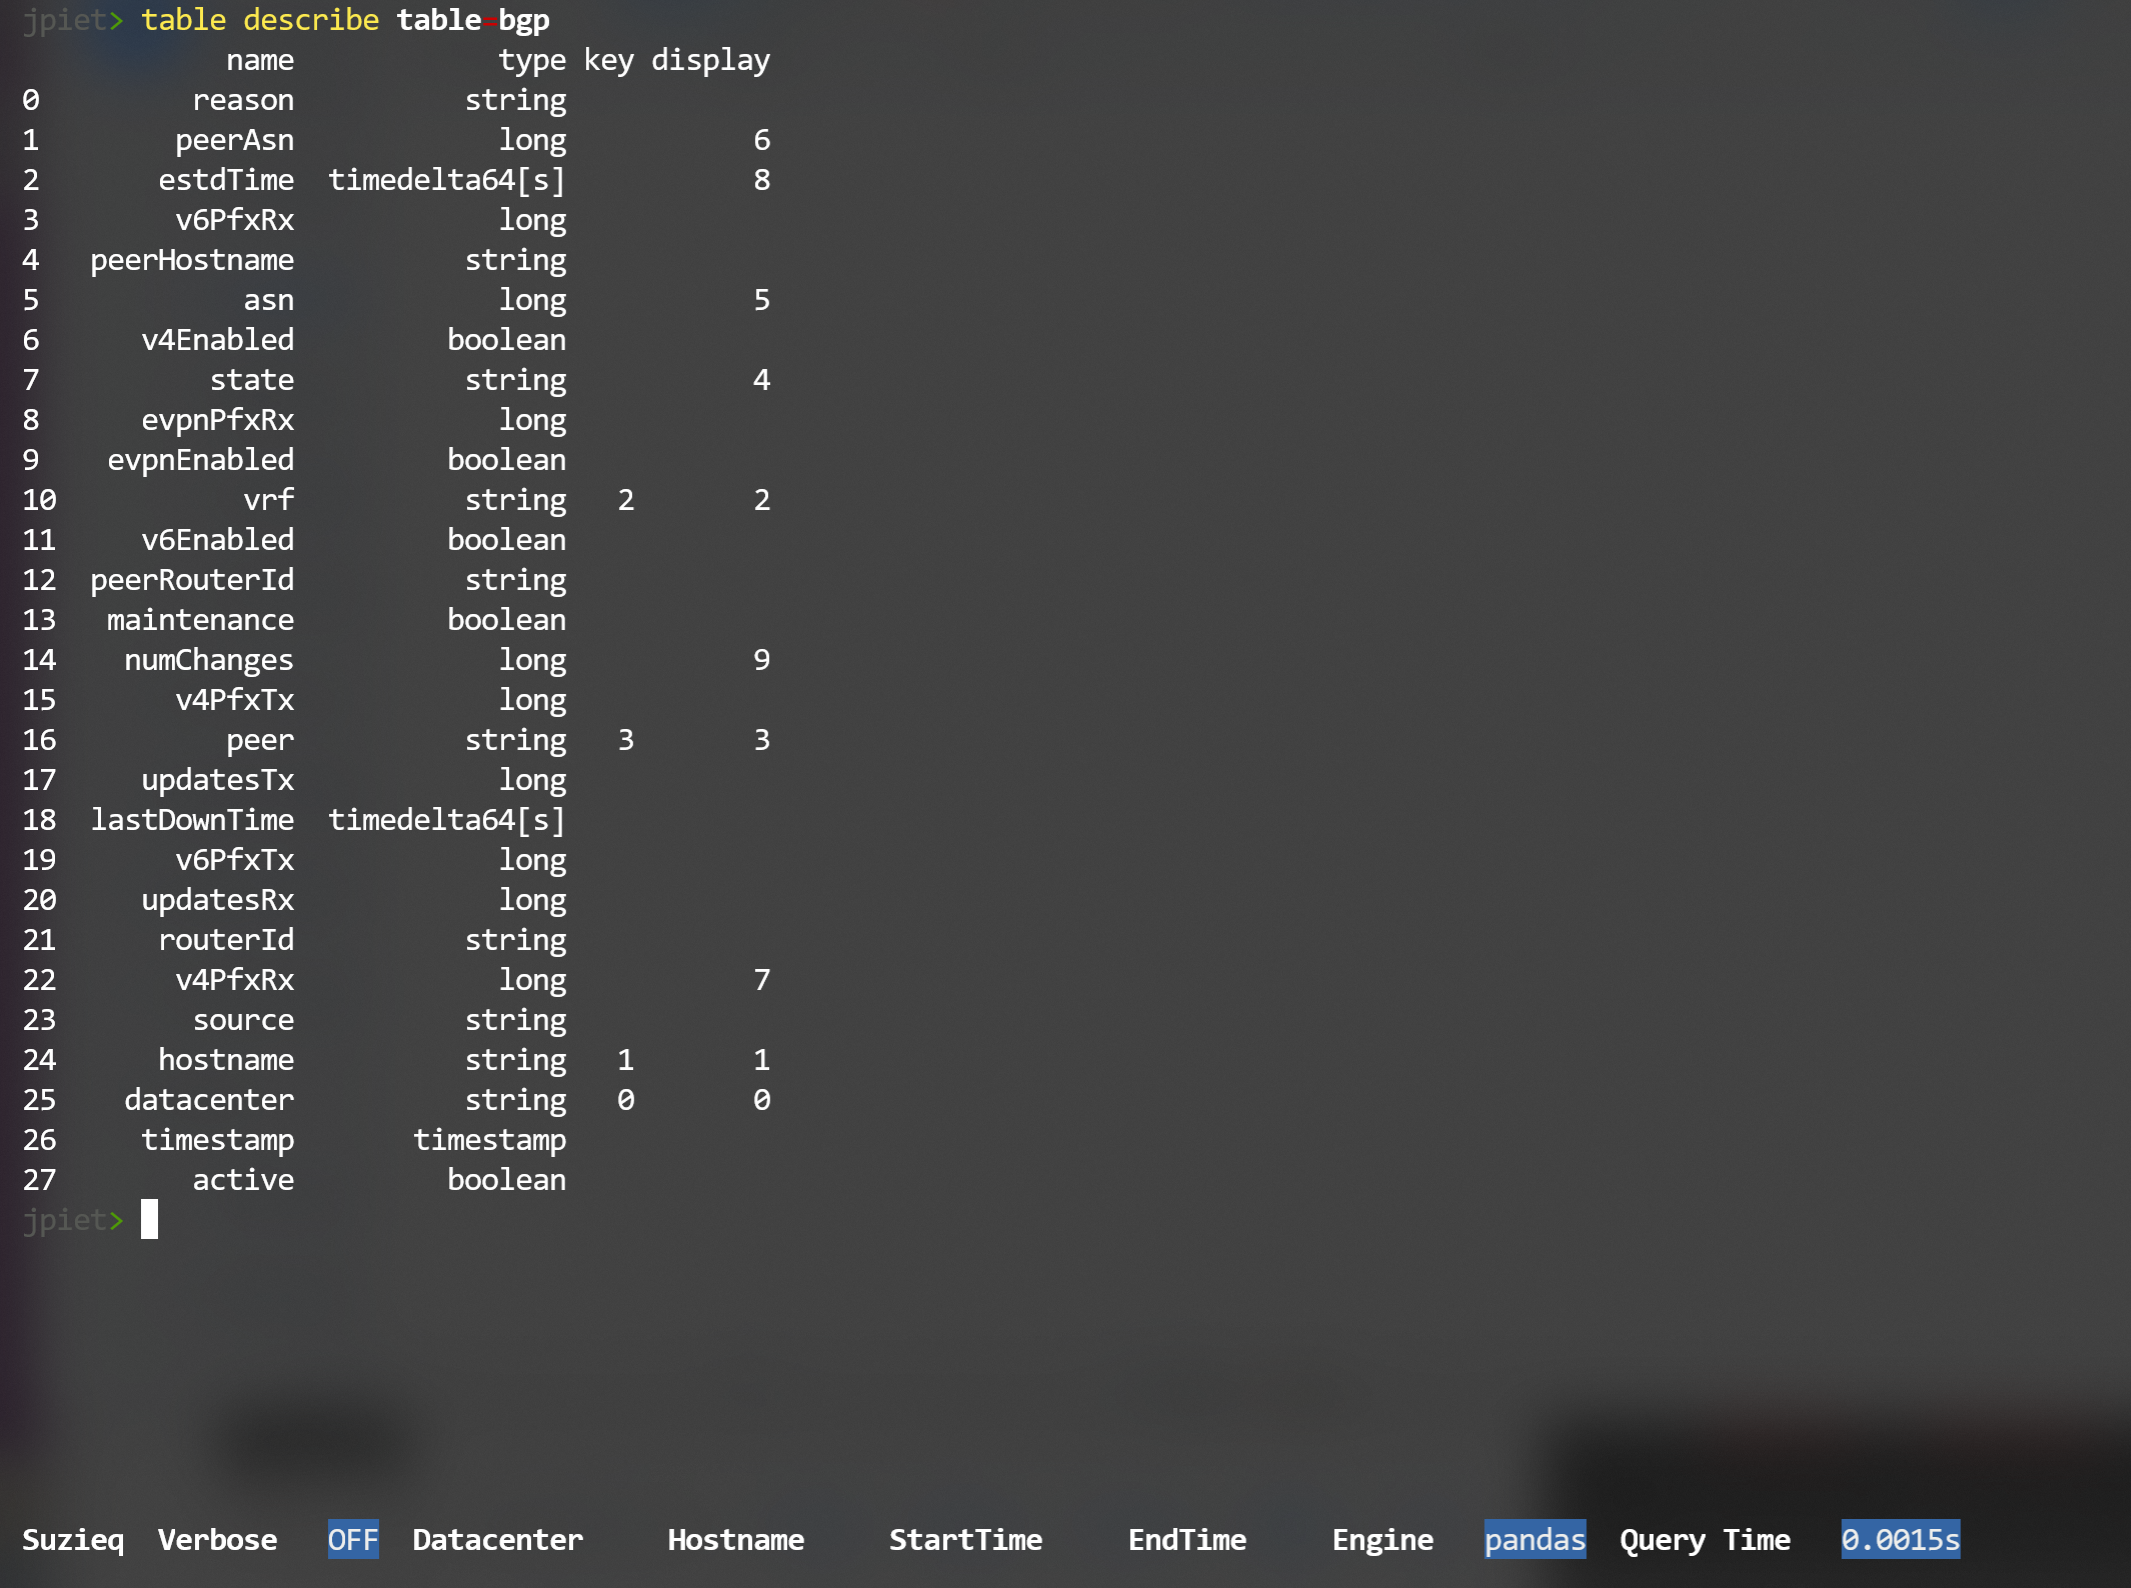 jpiet> table describe table=bgp
name type key display
0 reason string
1 peerAsn long 6
2 estdTime timedelta64[s] 8
3 v6PfxRx long
4 peerHostname string
5 asn long 5
6 v4Enabled boolean
7 state string 4
8 evpnPfxRx long
9 evpnEnabled boolean
10 vrf string 2 2
11 v6Enabled boolean
12 peerRouterId string
13 maintenance boolean
14 numChanges long 9
15 v4PfxTx long
16 peer string 3 3
17 updatesTx long
18 lastDownTime timedelta64[s]
19 v6PfxTx long
20 updatesRx long
21 routerId string
22 v4PfxRx long 7
23 source string
24 hostname string 1 1
25 datacenter string 0 0
26 timestamp timestamp
27 active boolean
jpiet>
Suzieq Verbose OFF Datacenter Hostname StartTime EndTime Engine pandas Query Time 0.0015s